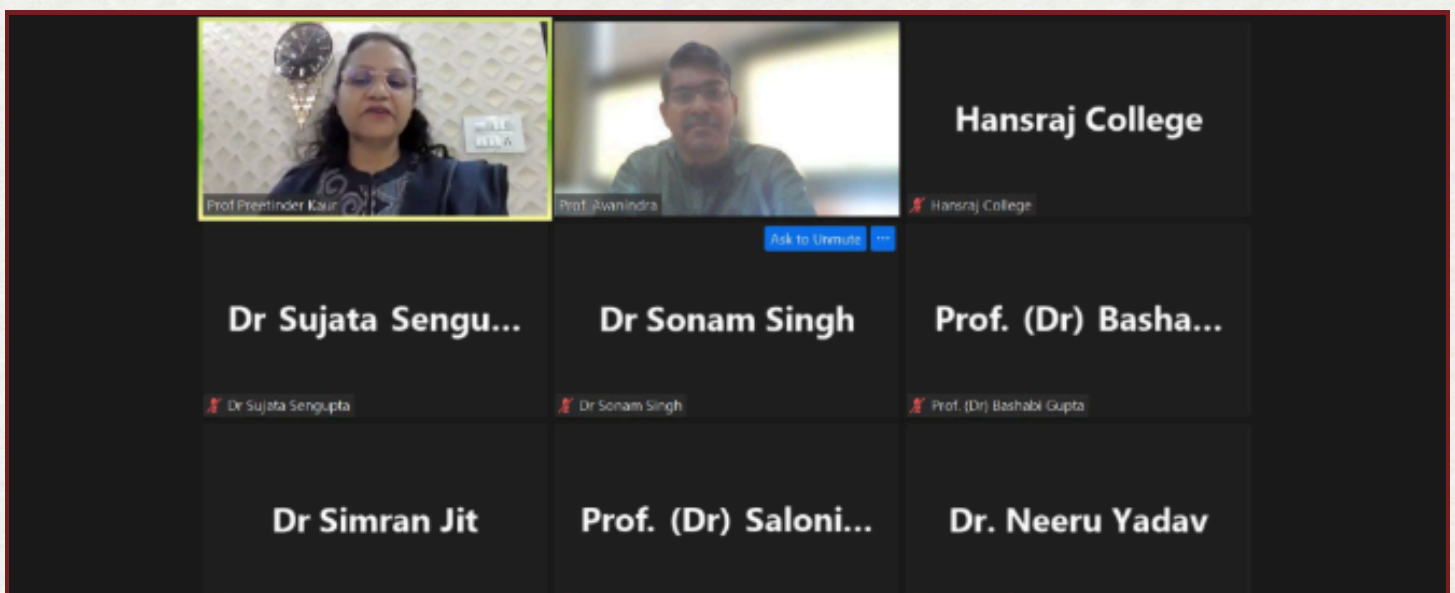 Prof Preetinder Kaur
Prof. Avanindra
Hansraj College
Hansraj College
Ask to Unmute ...
Dr Sujata Sengu...
Dr Sujata Sengupta
Dr Sonam Singh
Dr Sonam Singh
Prof. (Dr) Basha...
Prof. (Dr) Bashabi Gupta
Dr Simran Jit
Prof. (Dr) Saloni...
Dr. Neeru Yadav